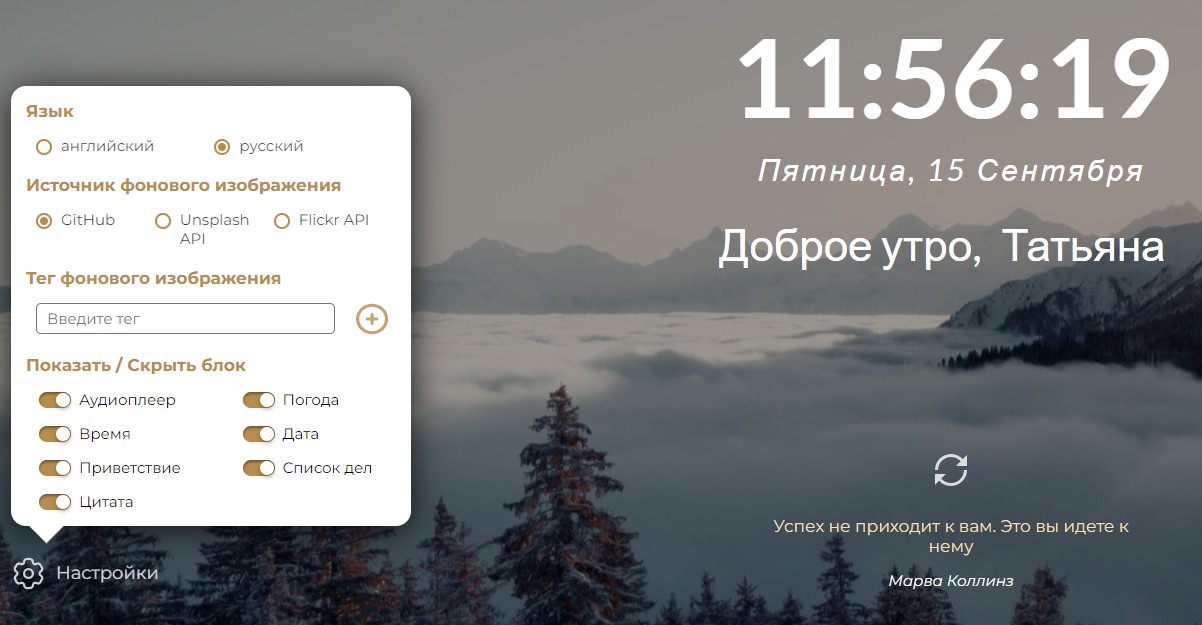 11:56:19
Пятница, 15 Сентября
Доброе утро, Татьяна
Язык
английский
русский
Источник фонового изображения
GitHub
Unsplash
API
Flickr API
Тег фонового изображения
Введите тег
Показать / Скрыть блок
Аудиоплеер
Погода
Время
Дата
Приветствие
Список дел
Цитата
Настройки
Успех не приходит к вам. Это вы идете к
нему
Марва Коллинз